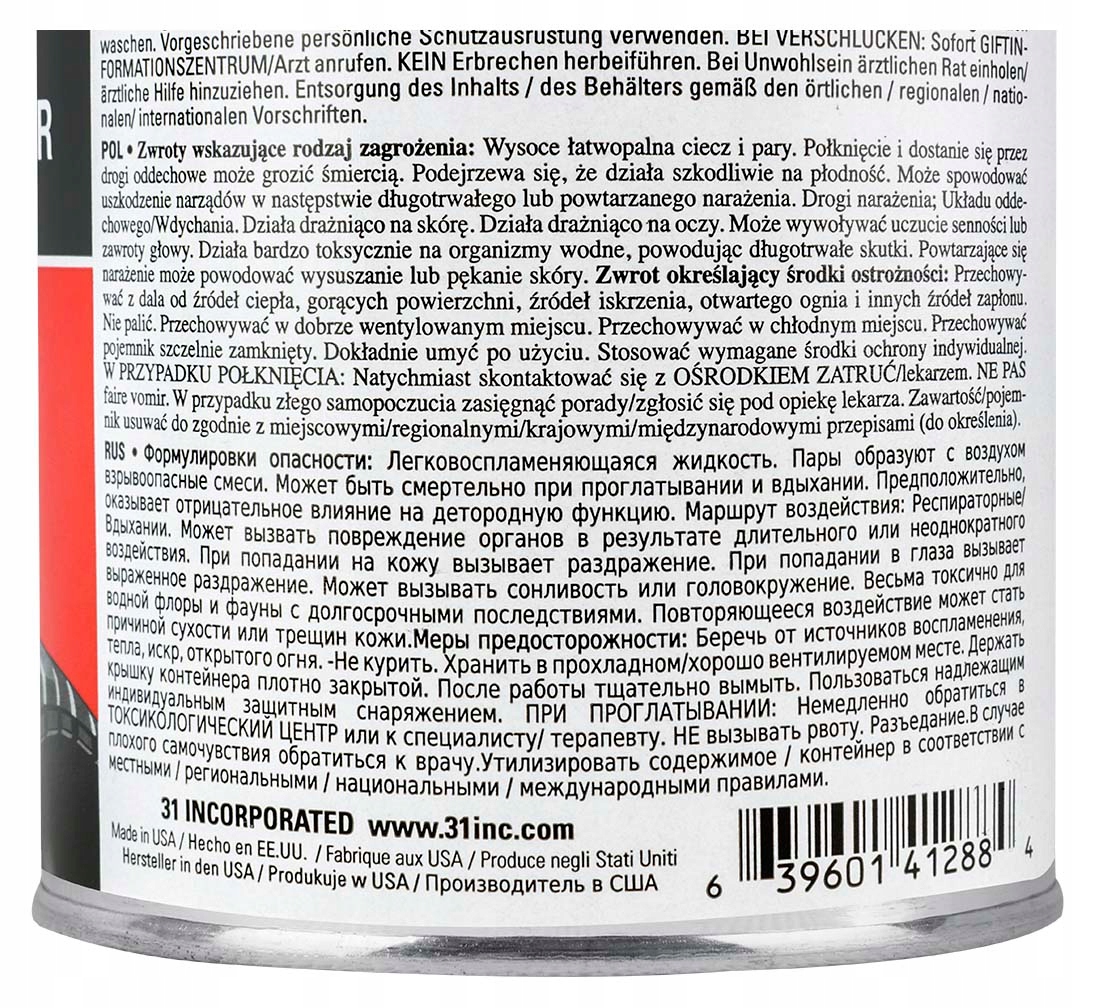 waschen. Vorgeschriebene persönliche Schutzausrüstung verwenden. BEI VERSCHLUCKEN: Sofort GIFTIN-
FORMATIONSZENTRUM/Arzt anrufen. KEIN Erbrechen herbeiführen. Bei Unwohlsein ärztlichen Rat einholen/
ärztliche Hilfe hinzuziehen. Entsorgung des Inhalts / des Behälters gemäß den örtlichen / regionalen / natio-
nalen/ internationalen Vorschriften.
R
POL • Zwroty wskazujące rodzaj zagrożenia: Wysoce łatwopalna ciecz i pary. Połknięcie i dostanie się przez
drogi oddechowe może grozić śmiercią. Podejrzewa się, że działa szkodliwie na płodność. Może spowodować
uszkodzenie narządów w następstwie długotrwałego lub powtarzanego narażenia. Drogi narażenia; Układu odde-
chowego/Wdychania. Działa drażniąco na skórę. Działa drażniąco na oczy. Może wywoływać uczucie senności lub
zawroty głowy. Działa bardzo toksycznie na organizmy wodne, powodując długotrwałe skutki. Powtarzające się
narażenie może powodować wysuszanie lub pękanie skóry. Zwrot określający środki ostrożności: Przechowy-
wać z dala od źródeł ciepła, gorących powierzchni, źródeł iskrzenia, otwartego ognia i innych źródeł zapłonu.
Nie palić. Przechowywać w dobrze wentylowanym miejscu. Przechowywać w chłodnym miejscu. Przechowywać
pojemnik szczelnie zamknięty. Dokładnie umyć po użyciu. Stosować wymagane środki ochrony indywidualnej.
W PRZYPADKU POŁKNIĘCIA: Natychmiast skontaktować się z OŚRODKIEM ZATRUĆ/lekarzem. NE PAS
faire vomir. W przypadku złego samopoczucia zasięgnąć porady/zgłosić się pod opiekę lekarza. Zawartość/pojem-
nik usuwać do zgodnie z miejscowymi/regionalnymi/krajowymi/międzynarodowymi przepisami (do określenia).
RUS • Формулировки опасности: Легковоспламеняющаяся жидкость. Пары образуют с воздухом
взрывоопасные смеси. Может быть смертельно при проглатывании и вдыхании. Предположительно,
оказывает отрицательное влияние на детородную функцию. Маршрут воздействия: Респираторные/
Вдыхании. Может вызвать повреждение органов в результате длительного или неоднократного
воздействия. При попадании на кожу вызывает раздражение. При попадании в глаза вызывает
выраженное раздражение. Может вызывать сонливость или головокружение. Весьма токсично для
водной флоры и фауны с долгосрочными последствиями. Повторяющееся воздействие может стать
причиной сухости или трещин кожи.Меры предосторожности: Беречь от источников воспламенения,
тепла, искр, открытого огня. -Не курить. Хранить в прохладном/хорошо вентилируемом месте. Держать
крышку контейнера плотно закрытой. После работы тщательно вымыть. Пользоваться надлежащим
индивидуальным защитным снаряжением. ПРИ ПРОГЛАТЫВАНИИ: Немедленно обратиться в
ТОКСИКОЛОГИЧЕСКИЙ ЦЕНТР или к специалисту/ терапевту. НЕ вызывать рвоту. Разъедание.В случае
плохого самочувствия обратиться к врачу.Утилизировать содержимое / контейнер в соответствии с
местными / региональными / национальными / международными правилами.
31 INCORPORATED www.31inc.com
Made in USA / Hecho en EE.UU. / Fabrique aux USA / Produce negli Stati Uniti
Hersteller in den USA / Produkuje w USA / Производитель в США
6 39601 41288 4